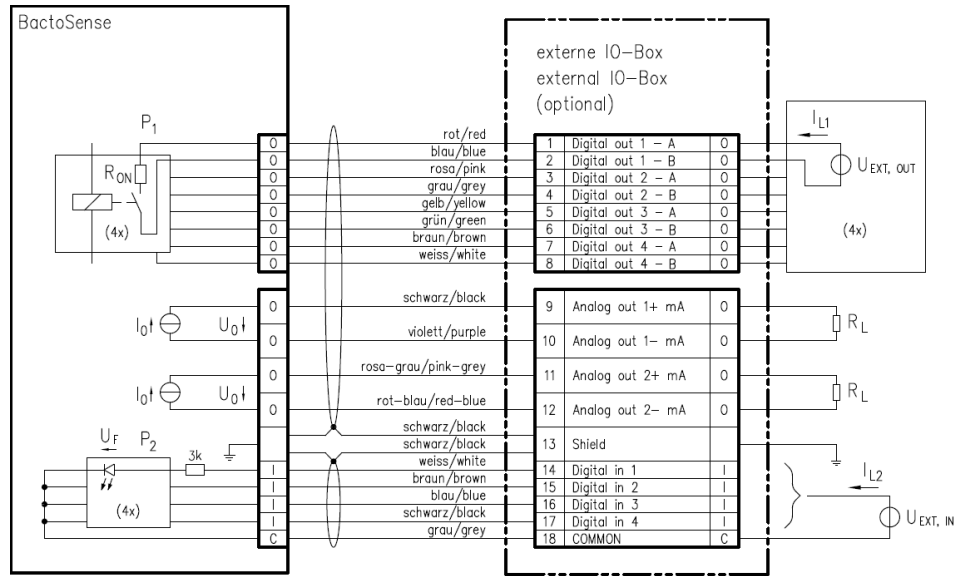 BactoSense
externe IO-Box
external IO-Box
(optional)
P1
RON
(4x)
O
O
O
O
O
O
O
O
rot/red
blau/blue
rosa/pink
grau/grey
gelb/yellow
grün/green
braun/brown
weiss/white
1 Digital out 1 - A O
2 Digital out 1 - B O
3 Digital out 2 - A O
4 Digital out 2 - B O
5 Digital out 3 - A O
6 Digital out 3 - B O
7 Digital out 4 - A O
8 Digital out 4 - B O
IL1
UEXT, OUT
(4x)
I0 U0
I0 U0
O
O
O
O
schwarz/black
violett/purple
rosa-grau/pink-grey
rot-blau/red-blue
schwarz/black
schwarz/black
9 Analog out 1+ mA O
10 Analog out 1- mA O
11 Analog out 2+ mA O
12 Analog out 2- mA O
13 Shield
RL
RL
UF P2
3k
(4x)
I
I
I
I
C
weiss/white
braun/brown
blau/blue
schwarz/black
grau/grey
14 Digital in 1 I
15 Digital in 2 I
16 Digital in 3 I
17 Digital in 4 I
18 COMMON C
IL2
UEXT, IN